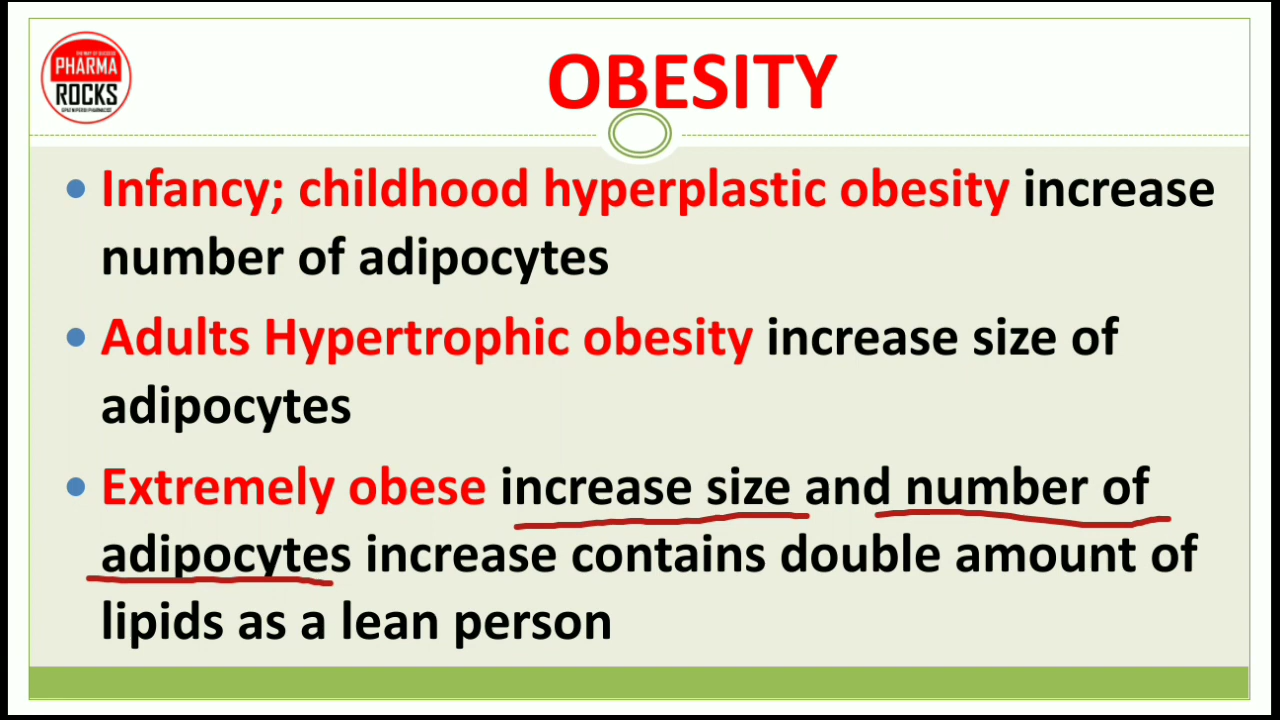 PHARMA
ROCKS
OBESITY
Infancy; childhood hyperplastic obesity increase
number of adipocytes
Adults Hypertrophic obesity increase size of
adipocytes
Extremely obese increase size and number of
adipocytes increase contains double amount of
lipids as a lean person